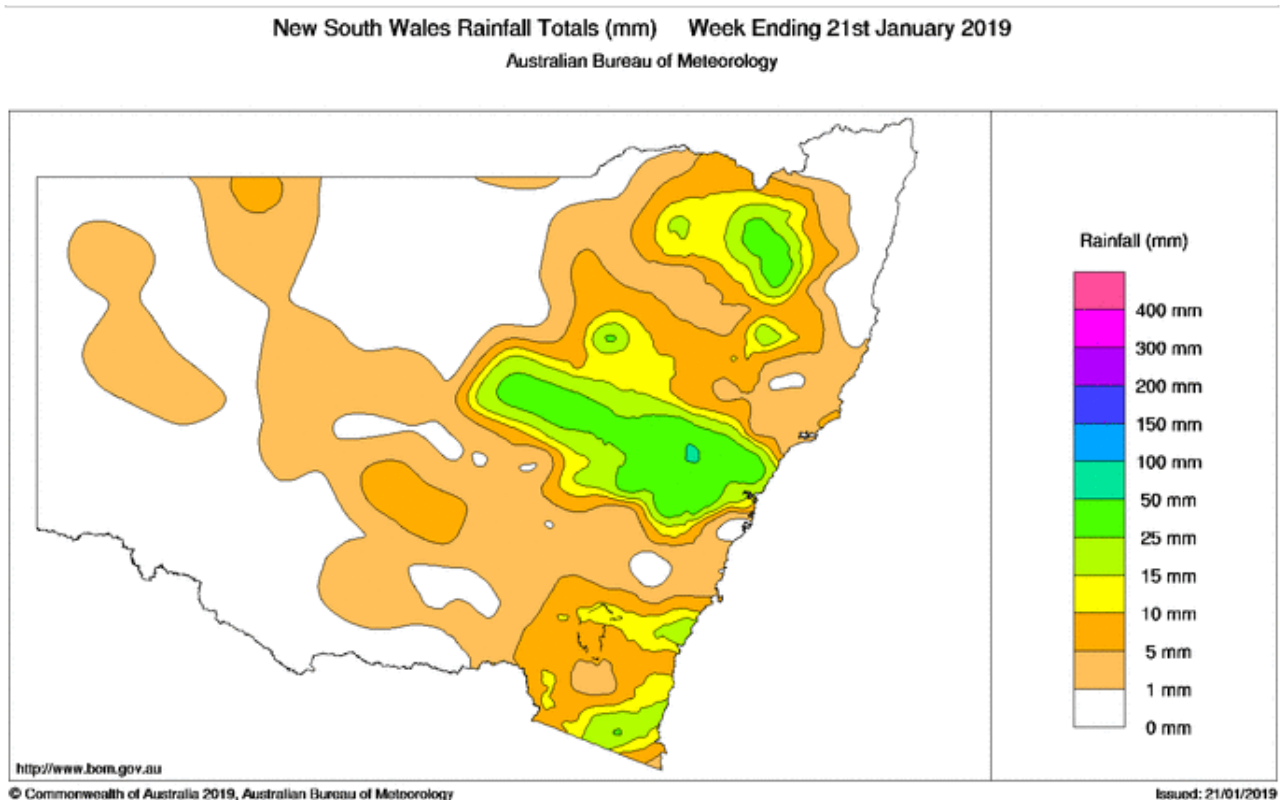 New South Wales Rainfall Totals (mm) Week Ending 21st January 2019
Australian Bureau of Meteorology
Rainfall (mm)
400 mm
300 mm
200 mm
150 mm
100 mm
50 mm
25 mm
15 mm
10 mm
5 mm
1 mm
0 mm
http://www.bom.gov.au
© Commonwealth of Australia 2019, Australian Bureau of Meteorology
Issued: 21/01/2019